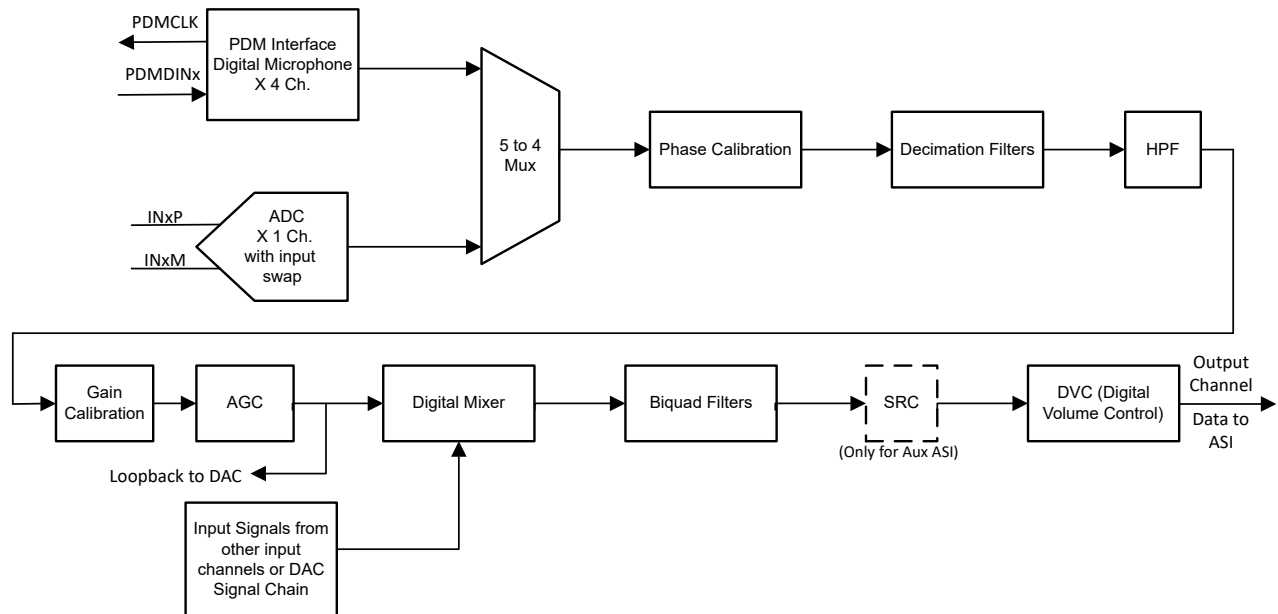 PDMCLK
PDMDINx
PDM Interface
Digital Microphone
X 4 Ch.
INxP
INxM
ADC
X 1 Ch.
with input
swap
5 to 4
Mux
Phase Calibration
Decimation Filters
HPF
Gain
Calibration
AGC
Loopback to DAC
Digital Mixer
Input Signals from
other input
channels or DAC
Signal Chain
Biquad Filters
SRC
(Only for Aux ASI)
DVC (Digital
Volume Control)
Output
Channel
Data to
ASI